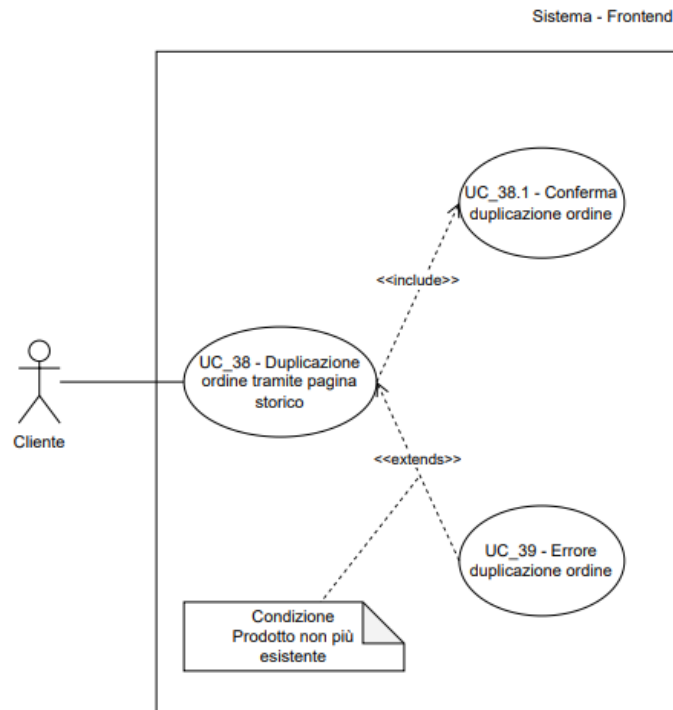 Sistema - Frontend
UC_38.1 - Conferma
duplicazione ordine
<<include>>
UC_38 - Duplicazione
ordine tramite pagina
storico
Cliente
<<extends>>
UC_39 - Errore
duplicazione ordine
Condizione
Prodotto non più
esistente